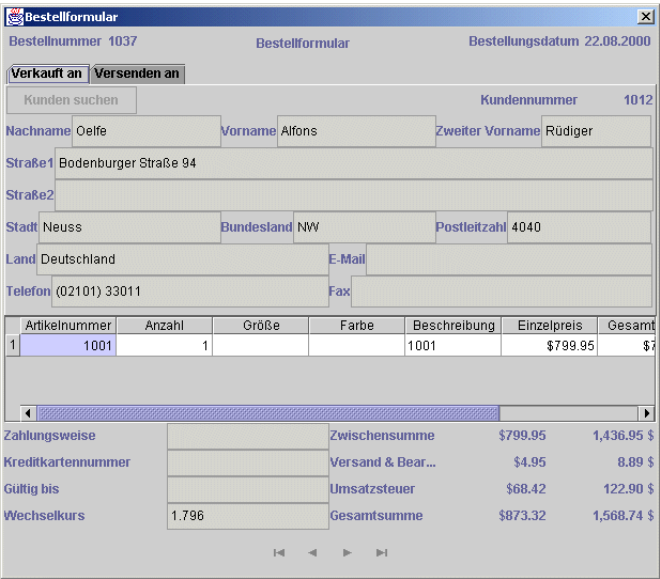 Bestellformular
Bestellnummer 1037 Bestellformular Bestellungsdatum 22.08.2000
Verkauft an Versenden an
Kunden suchen Kundennummer 1012
Nachname Oelfe Vorname Alfons Zweiter Vorname Rüdiger
Straße1 Bodenburger Straße 94
Straße2
Stadt Neuss Bundesland NW Postleitzahl 4040
Land Deutschland E-Mail
Telefon (02101) 33011 Fax
Artikelnummer Anzahl Größe Farbe Beschreibung Einzelpreis Gesamt
1 1001 1 1001 $799.95 $7
Zahlungsweise Zwischensumme $799.95 1,436.95 $
Kreditkartennummer Versand & Bear... $4.95 8.89 $
Gültig bis Umsatzsteuer $68.42 122.90 $
Wechselkurs 1.796 Gesamtsumme $873.32 1,568.74 $